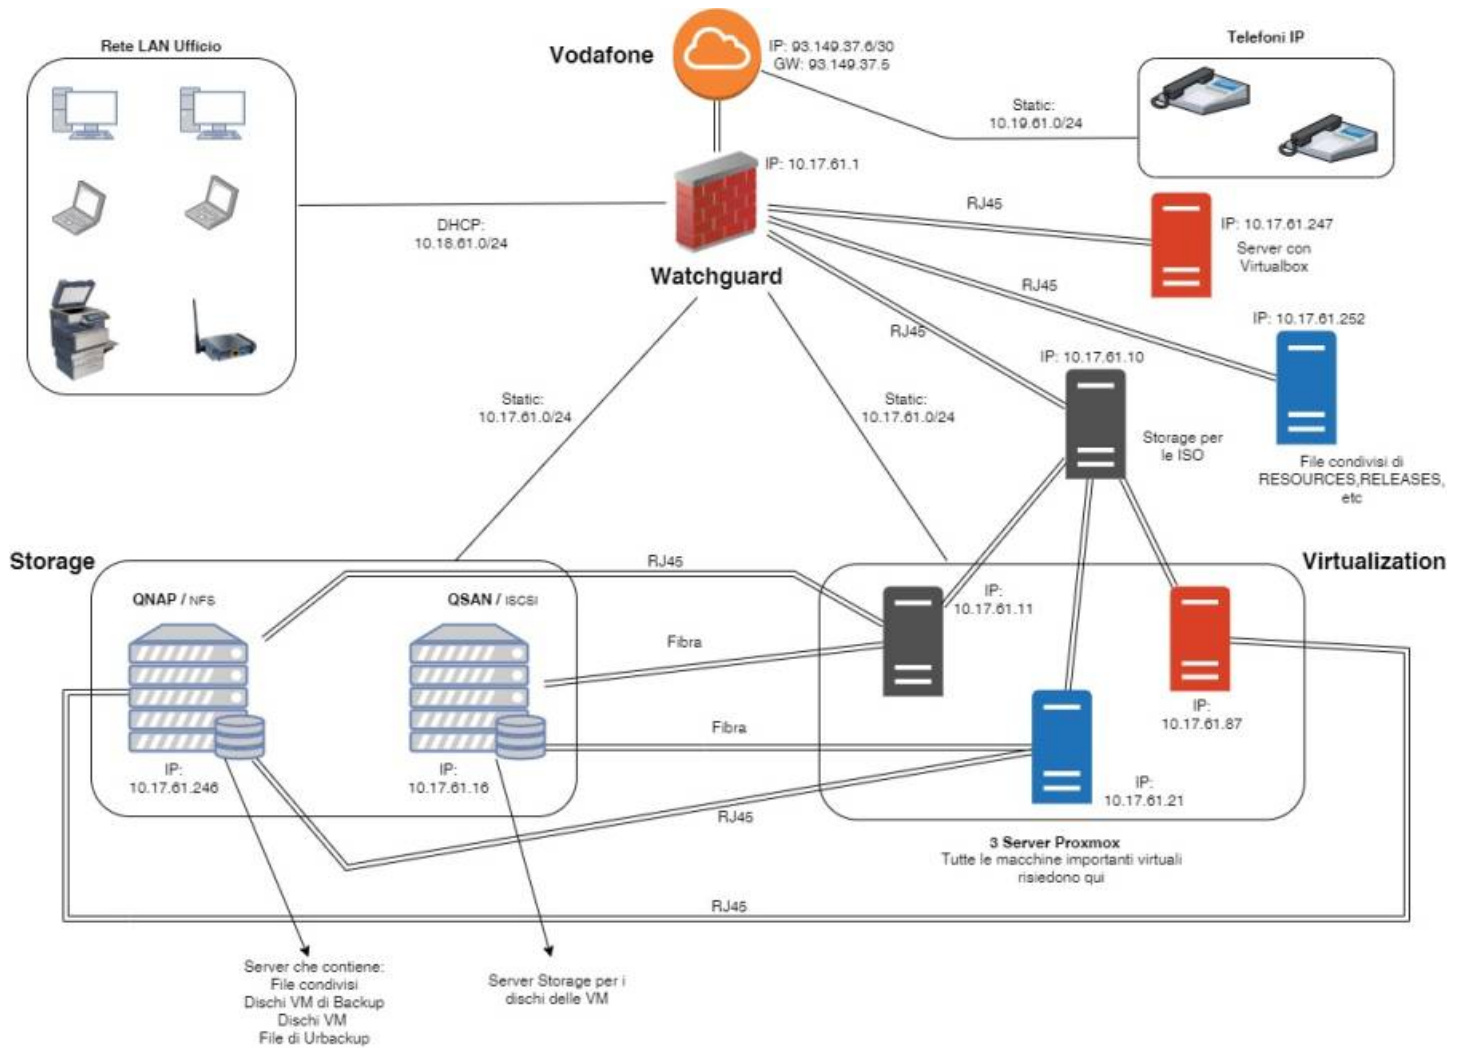 Rete LAN Ufficio
Vodafone
IP: 93.149.37.6/30
GW: 93.149.37.5
Telefoni IP
Static:
10.19.61.0/24
IP: 10.17.61.1
DHCP:
10.18.61.0/24
Watchguard
RJ45
IP: 10.17.61.247
Server con
Virtualbox
RJ45
IP: 10.17.61.252
RJ45
IP: 10.17.61.10
Static:
10.17.61.0/24
Static:
10.17.61.0/24
Storage per
le ISO
File condivisi di
RESOURCES,RELEASES,
etc
Storage
RJ45
Virtualization
QNAP / NFS
QSAN / ISCSI
IP:
10.17.61.11
Fibra
IP:
10.17.61.87
Fibra
IP:
10.17.61.246
IP:
10.17.61.16
IP:
10.17.61.21
RJ45
3 Server Proxmox
Tutte le macchine importanti virtuali
risiedono qui
RJ45
Server che contiene:
File condivisi
Dischi VM di Backup
Dischi VM
File di Urbackup
Server Storage per i
dischi delle VM